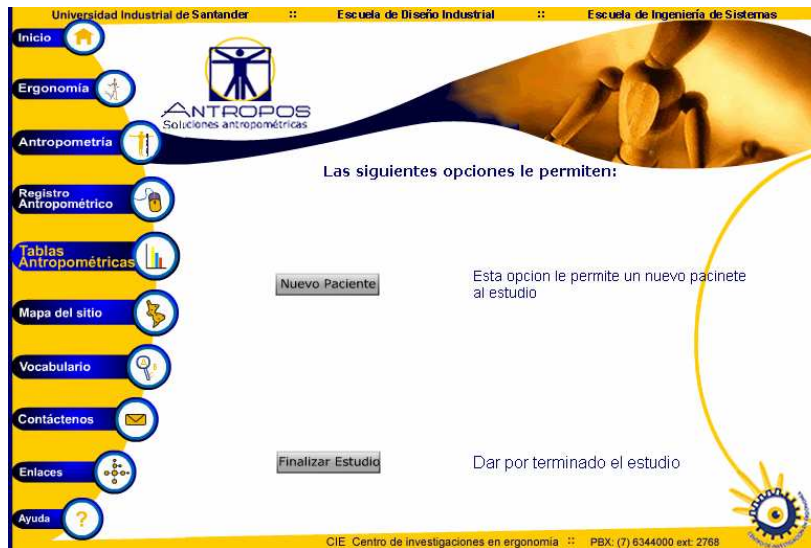 Universidad Industrial de Santander :: Escuela de Diseño Industrial :: Escuela de Ingeniería de Sistemas
Inicio
Ergonomía
Antropometría
Registro
Antropométrico
Tablas
Antropométricas
Mapa del sitio
Vocabulario
Contáctenos
Enlaces
Ayuda
ANTROPOS
Soluciones antropométricas
Las siguientes opciones le permiten:
Nuevo Paciente
Esta opcion le permite un nuevo pacinete
al estudio
Finalizar Estudio
Dar por terminado el estudio
CIE Centro de investigaciones en ergonomía :: PBX: (7) 6344000 ext: 2768